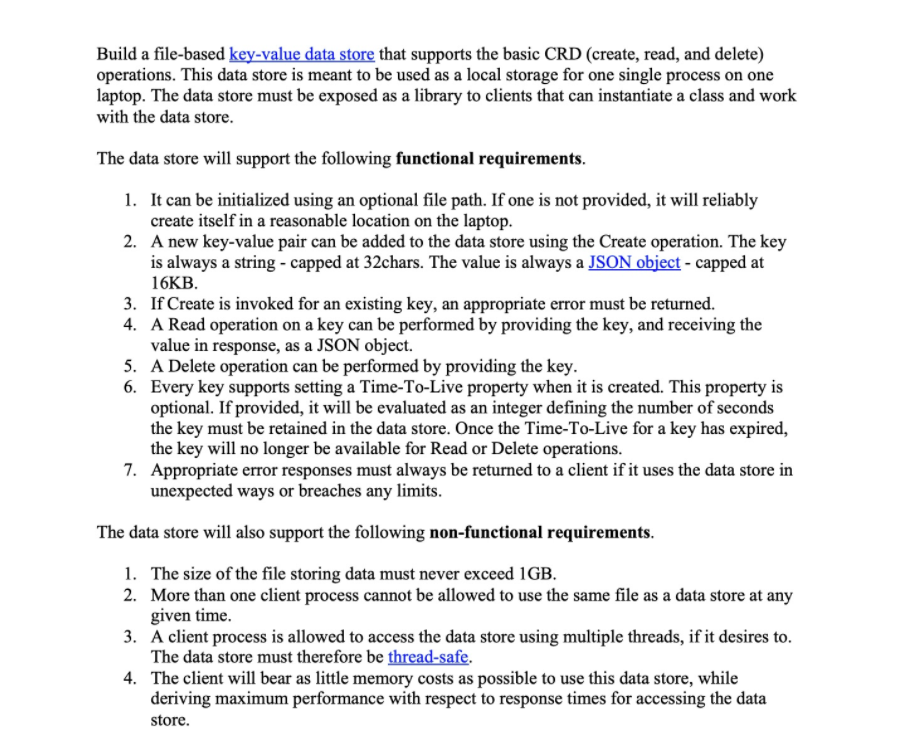 Build a file-based key-value data store that supports the basic CRD (create, read, and delete)
operations. This data store is meant to be used as a local storage for one single process on one
laptop. The data store must be exposed as a library to clients that can instantiate a class and work
with the data store.
The data store will support the following functional requirements.
1. It can be initialized using an optional file path. If one is not provided, it will reliably
create itself in a reasonable location on the laptop.
2. A new key-value pair can be added to the data store using the Create operation. The key
is always a string - capped at 32chars. The value is always a JSON object - capped at
16KB.
3. If Create is invoked for an existing key, an appropriate error must be returned.
4. A Read operation on a key can be performed by providing the key, and receiving the
value in response, as a JSON object.
5. A Delete operation can be performed by providing the key.
6. Every key supports setting a Time-To-Live property when it is created. This property is
optional. If provided, it will be evaluated as an integer defining the number of seconds
the key must be retained in the data store. Once the Time-To-Live for a key has expired,
the key will no longer be available for Read or Delete operations.
7. Appropriate error responses must always be returned to a client if it uses the data store in
unexpected ways or breaches any limits.
The data store will also support the following non-functional requirements.
1. The size of the file storing data must never exceed 1GB.
2. More than one client process cannot be allowed to use the same file as a data store at any
given time.
3. A client process is allowed to access the data store using multiple threads, if it desires to.
The data store must therefore be thread-safe.
4. The client will bear as little memory costs as possible to use this data store, while
deriving maximum performance with respect to response times for accessing the data
store.